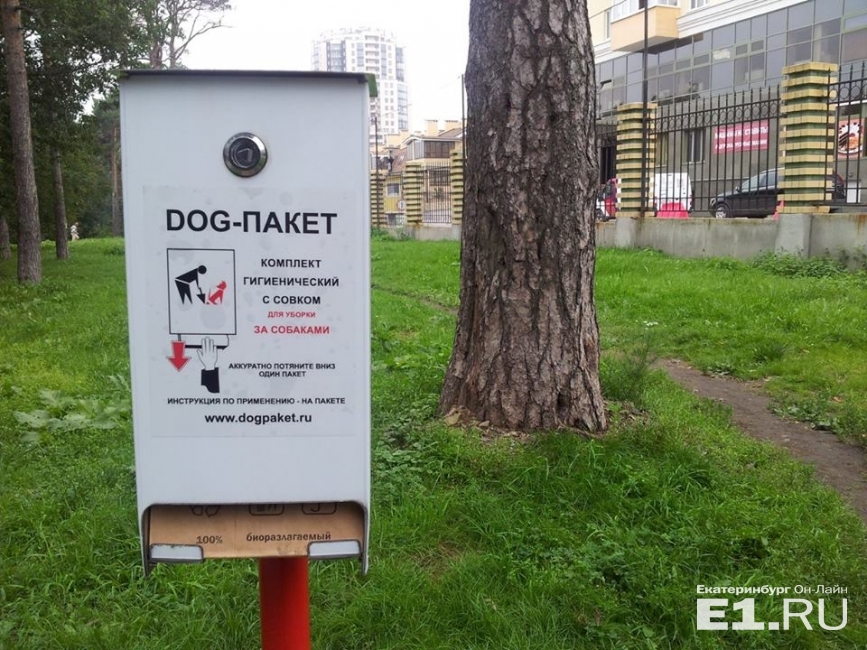 DOG-ПАКЕТ
КОМПЛЕКТ
ГИГИЕНИЧЕСКИЙ
С СОВКОМ
ДЛЯ УБОРКИ
ЗА СОБАКАМИ
АККУРАТНО ПОТЯНИТЕ ВНИЗ
ОДИН ПАКЕТ
ИНСТРУКЦИЯ ПО ПРИМЕНЕНИЮ - НА ПАКЕТЕ
www.dogpaket.ru
100% биоразлагаемый
Екатеринбург Он-Лайн
E1.RU